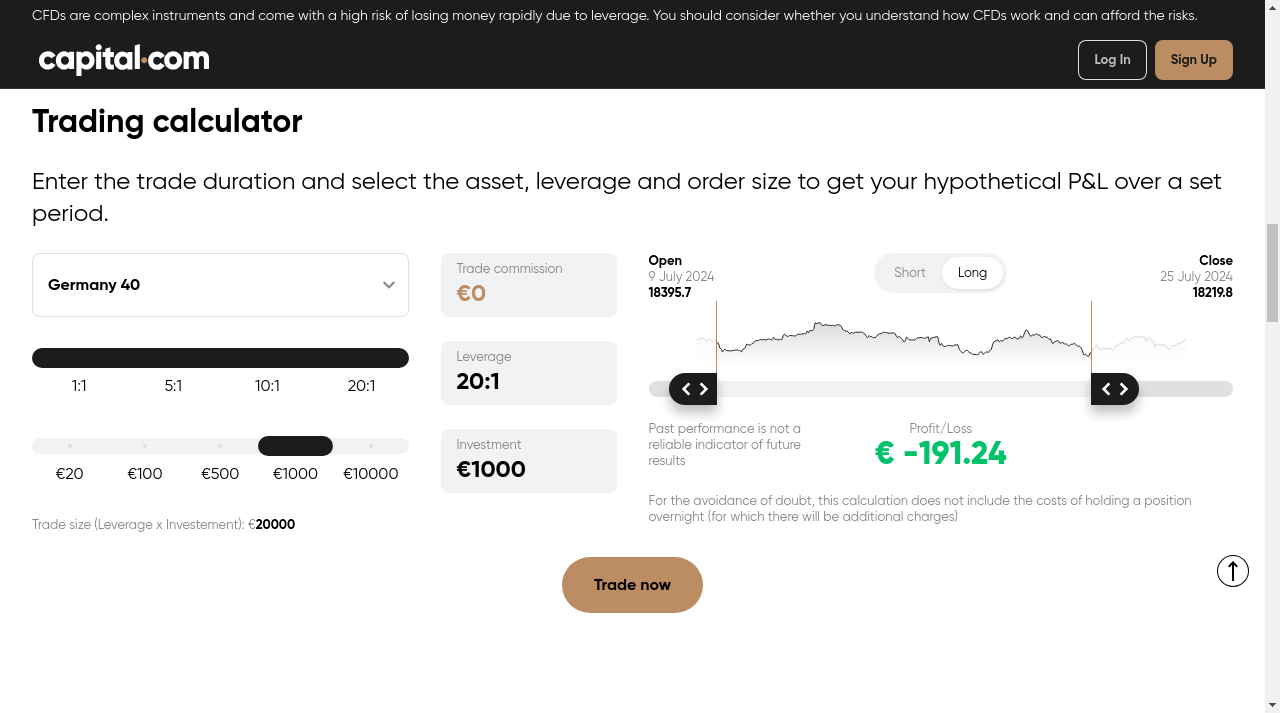 CFDs are complex instruments and come with a high risk of losing money rapidly due to leverage. You should consider whether you understand how CFDs work and can afford the risks.
capital.com
Log In
Sign Up
Trading calculator
Enter the trade duration and select the asset, leverage and order size to get your hypothetical P&L over a set
period.
Germany 40
1:1 5:1 10:1 20:1
€20 €100 €500 €1000 €10000
Trade size (Leverage x Investement): €20000
Trade commission
€0
Leverage
20:1
Investment
€1000
Open
9 July 2024
18395.7
Short Long
Close
25 July 2024
18219.8
Past performance is not a
reliable indicator of future
results
Profit/Loss
€ -191.24
For the avoidance of doubt, this calculation does not include the costs of holding a position
overnight (for which there will be additional charges)
Trade now